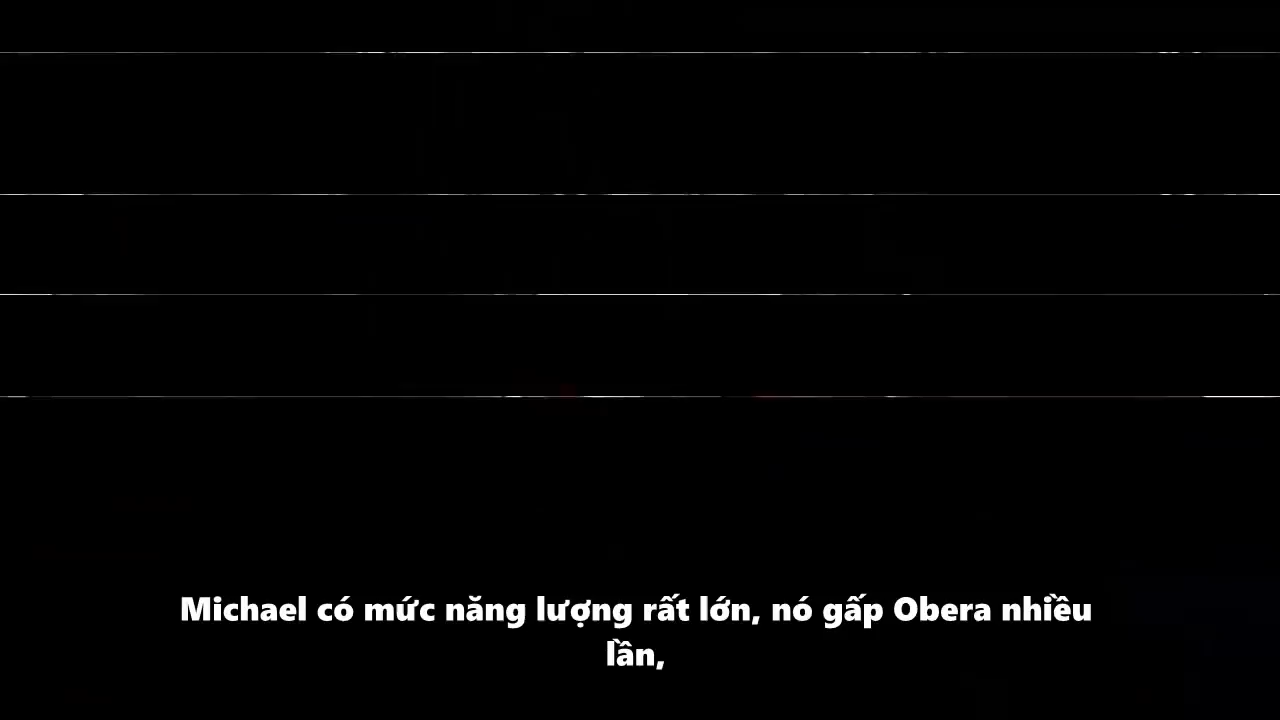 Michael có mức năng lượng rất lớn, nó gấp Obera nhiều
lần,